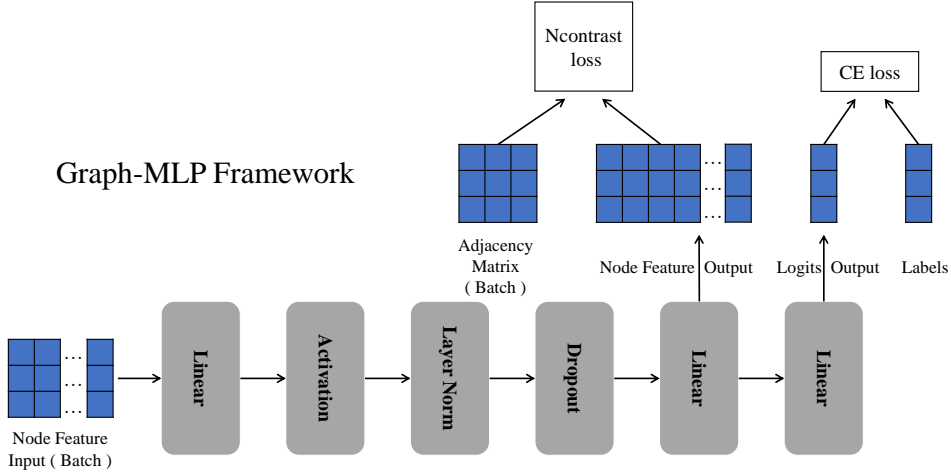 Ncontrast
loss
CE loss
Graph-MLP Framework
… …
… …
… …
Adjacency
Matrix
( Batch )
Node Feature Output
Logits Output
Labels
Linear
Activation
Layer Norm
Dropout
Linear
Linear
Node Feature
Input ( Batch )